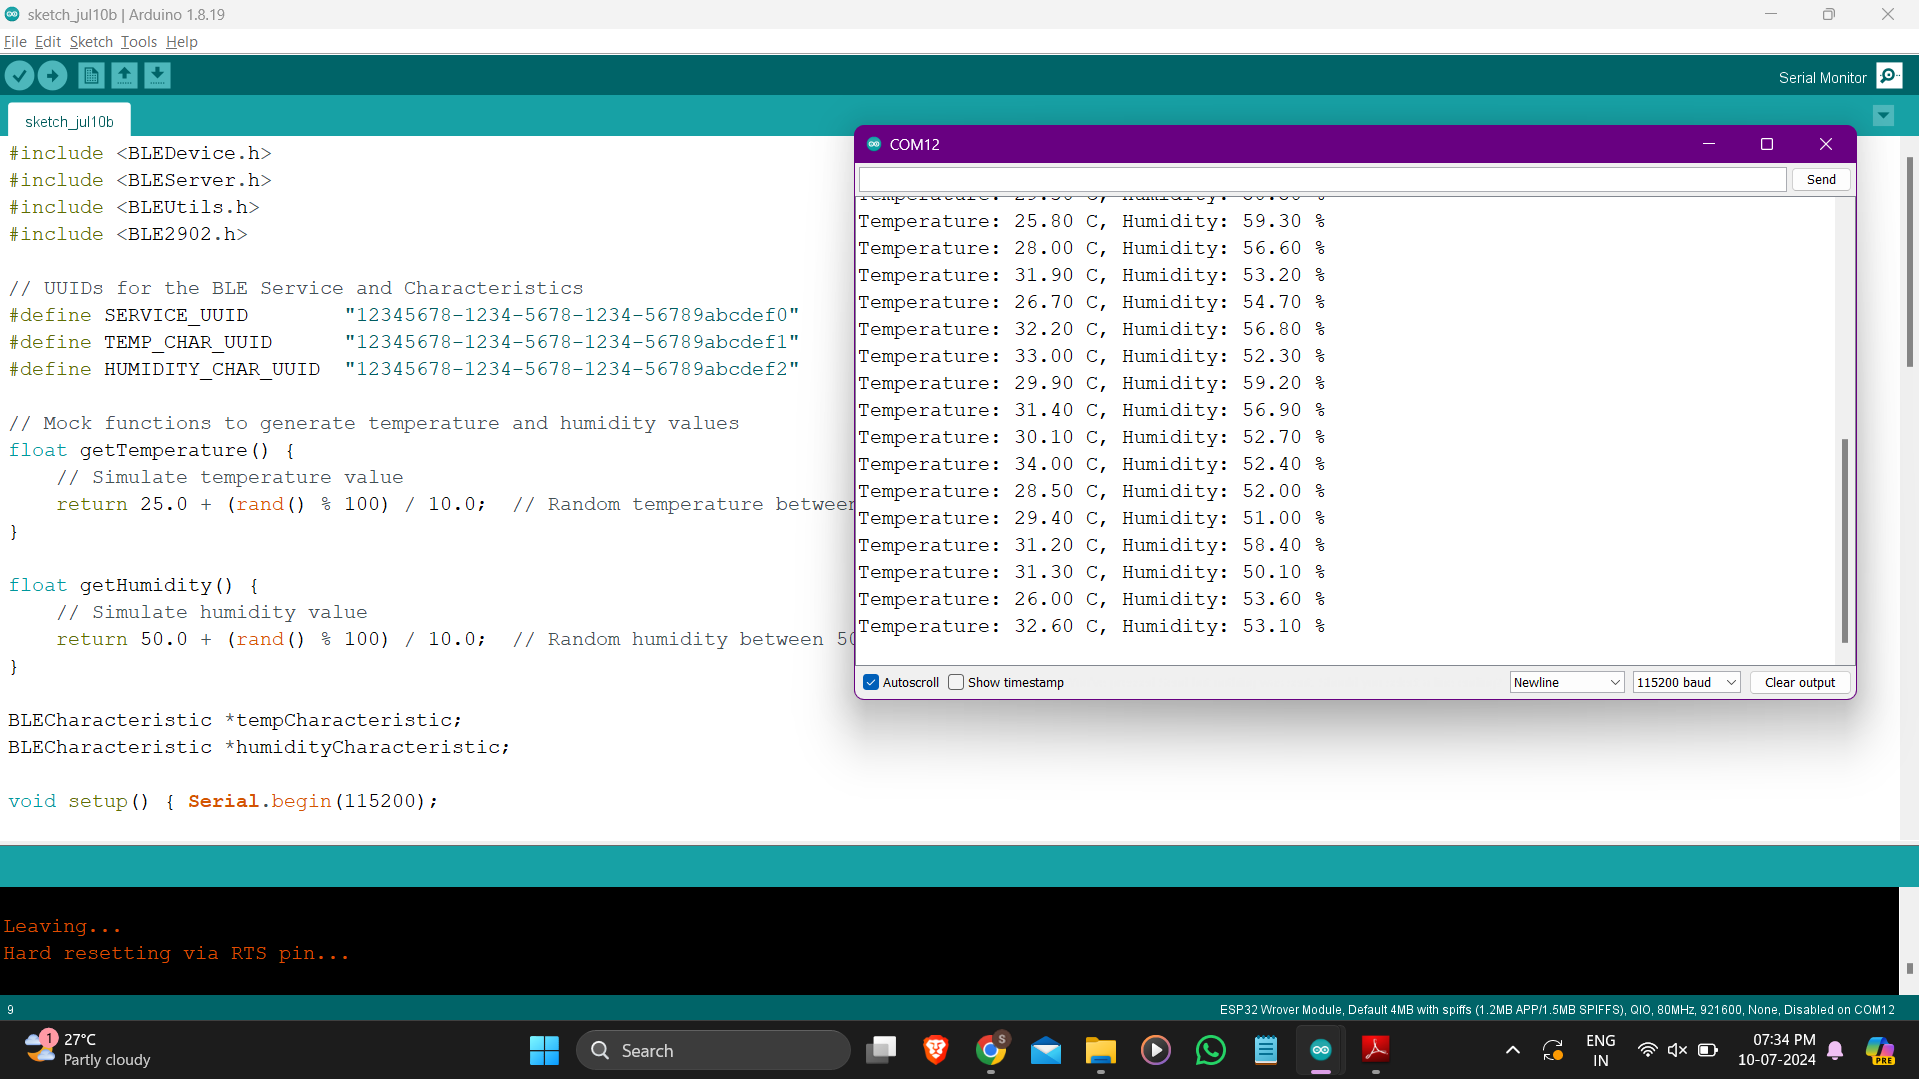 sketch_jul10b | Arduino 1.8.19
File Edit Sketch Tools Help
Serial Monitor
sketch_jul10b
#include <BLEDevice.h>
#include <BLEServer.h>
#include <BLEUtils.h>
#include <BLE2902.h>
// UUIDs for the BLE Service and Characteristics
#define SERVICE_UUID "12345678-1234-5678-1234-56789abcdef0"
#define TEMP_CHAR_UUID "12345678-1234-5678-1234-56789abcdef1"
#define HUMIDITY_CHAR_UUID "12345678-1234-5678-1234-56789abcdef2"
// Mock functions to generate temperature and humidity values
float getTemperature() {
// Simulate temperature value
return 25.0 + (rand() % 100) / 10.0; // Random temperature between
}
float getHumidity() {
// Simulate humidity value
return 50.0 + (rand() % 100) / 10.0; // Random humidity between 50
}
BLECharacteristic *tempCharacteristic;
BLECharacteristic *humidityCharacteristic;
void setup() { Serial.begin(115200);
COM12
Send
Temperature: 25.80 C, Humidity: 59.30 %
Temperature: 28.00 C, Humidity: 56.60 %
Temperature: 31.90 C, Humidity: 53.20 %
Temperature: 26.70 C, Humidity: 54.70 %
Temperature: 32.20 C, Humidity: 56.80 %
Temperature: 33.00 C, Humidity: 52.30 %
Temperature: 29.90 C, Humidity: 59.20 %
Temperature: 31.40 C, Humidity: 56.90 %
Temperature: 30.10 C, Humidity: 52.70 %
Temperature: 34.00 C, Humidity: 52.40 %
Temperature: 28.50 C, Humidity: 52.00 %
Temperature: 29.40 C, Humidity: 51.00 %
Temperature: 31.20 C, Humidity: 58.40 %
Temperature: 31.30 C, Humidity: 50.10 %
Temperature: 26.00 C, Humidity: 53.60 %
Temperature: 32.60 C, Humidity: 53.10 %
Autoscroll Show timestamp Newline 115200 baud Clear output
Leaving...
Hard resetting via RTS pin...
9 ESP32 Wrover Module, Default 4MB with spiffs (1.2MB APP/1.5MB SPIFFS), QIO, 80MHz, 921600, None, Disabled on COM12
1
27°C
Partly cloudy
Search
S
ENG
IN
07:34 PM
10-07-2024
PRE